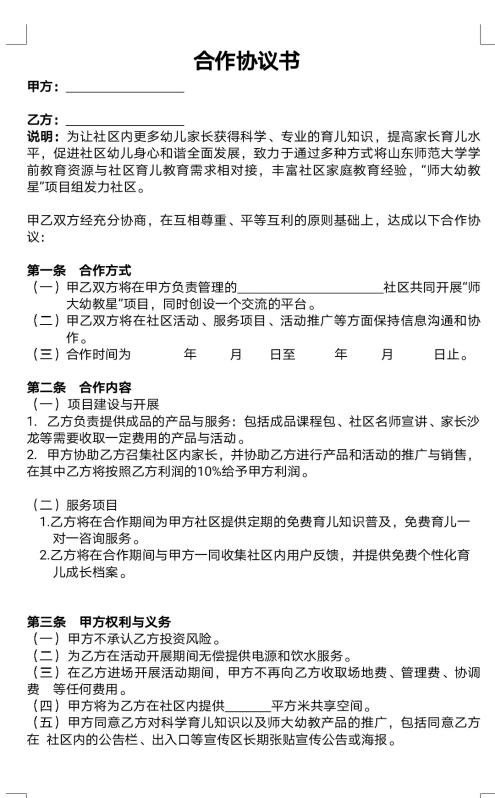 合作协议书
甲方：__________________
乙方：__________________
说明：为让社区内更多幼儿家长获得科学、专业的育儿知识，提高家长育儿水
平，促进社区幼儿身心和谐全面发展，致力于通过多种方式将山东师范大学学
前教育资源与社区育儿教育需求相对接，丰富社区家庭教育经验，“师大幼教
星”项目组发力社区。
甲乙双方经充分协商，在互相尊重、平等互利的原则基础上，达成以下合作协
议：
第一条 合作方式
（一）甲乙双方将在甲方负责管理的______________________社区共同开展“师
大幼教星”项目，同时创设一个交流的平台。
（二）甲乙双方将在社区活动、服务项目、活动推广等方面保持信息沟通和协
作。
（三）合作时间为 年 月 日至 年 月 日止。
第二条 合作内容
（一）项目建设与开展
1. 乙方负责提供成品的产品与服务：包括成品课程包、社区名师宣讲、家长沙
龙等需要收取一定费用的产品与活动。
2. 甲方协助乙方召集社区内家长，并协助乙方进行产品和活动的推广与销售，
在其中乙方将按照乙方利润的10%给予甲方利润。
（二）服务项目
1.乙方将在合作期间为甲方社区提供定期的免费育儿知识普及，免费育儿一
对一咨询服务。
2.乙方将在合作期间与甲方一同收集社区内用户反馈，并提供免费个性化育
儿成长档案。
第三条 甲方权利与义务
（一）甲方不承认乙方投资风险。
（二）为乙方在活动开展期间无偿提供电源和饮水服务。
（三）在乙方进场开展活动期间，甲方不再向乙方收取场地费、管理费、协调
费 等任何费用。
（四）甲方将为乙方在社区内提供_______平方米共享空间。
（五）甲方同意乙方对科学育儿知识以及师大幼教产品的推广，包括同意乙方
在 社区内的公告栏、出入口等宣传区长期张贴宣传公告或海报。